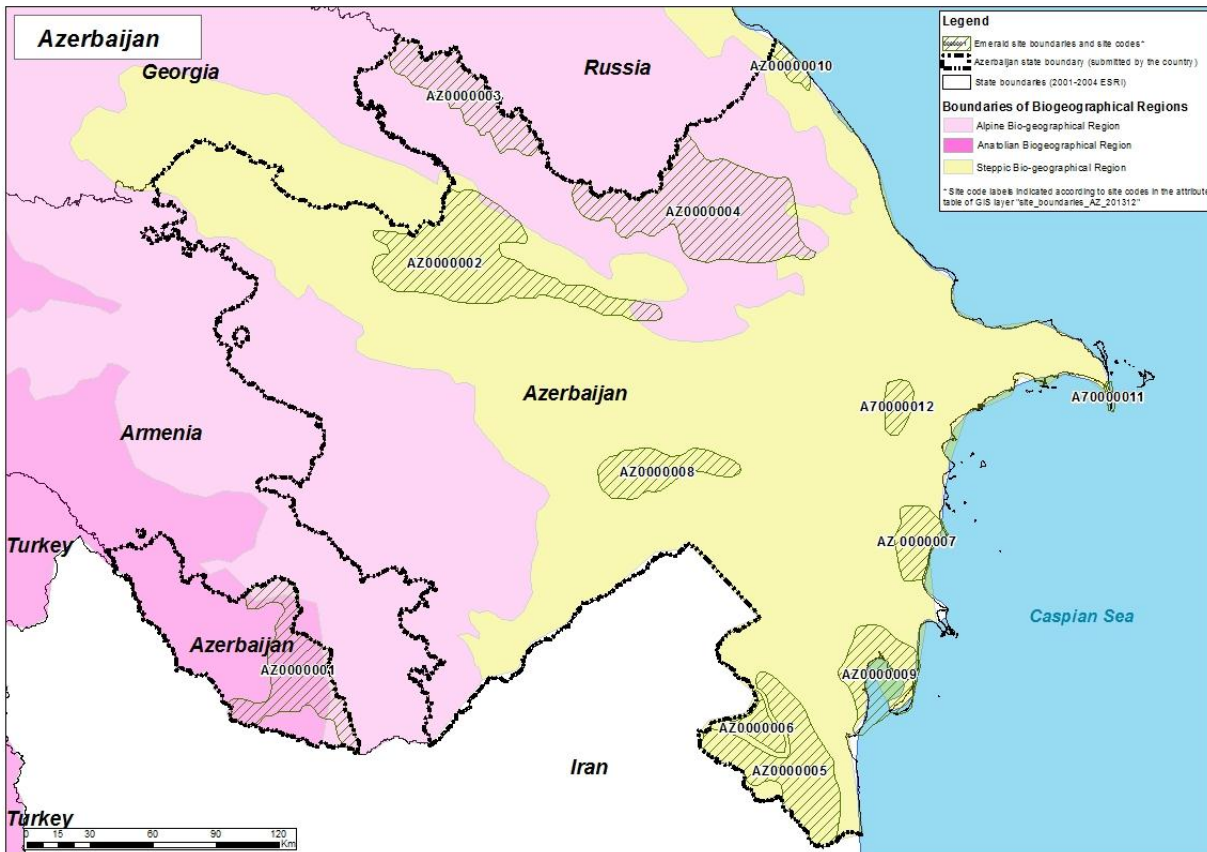 Azerbaijan
Georgia
Russia
AZ00000010
AZ0000003
AZ0000004
AZ0000002
Azerbaijan
A70000011
A70000012
Armenia
AZ0000008
Turkey
AZ 0000007
Azerbaijan
AZ0000001
Caspian Sea
AZ0000009
AZ0000006
AZ0000005
Iran
Turkey
0 15 30 60 90 120
Km
Legend
Emerald site boundaries and site codes*
Azerbaijan state boundary (submitted by the country)
State boundaries (2001-2004 ESRI)
Boundaries of Biogeographical Regions
Alpine Bio-geographical Region
Anatolian Biogeographical Region
Steppic Bio-geographical Region
* Site code labels indicated according to site codes in the attribute
table of GIS layer "site_boundaries_AZ_201312"